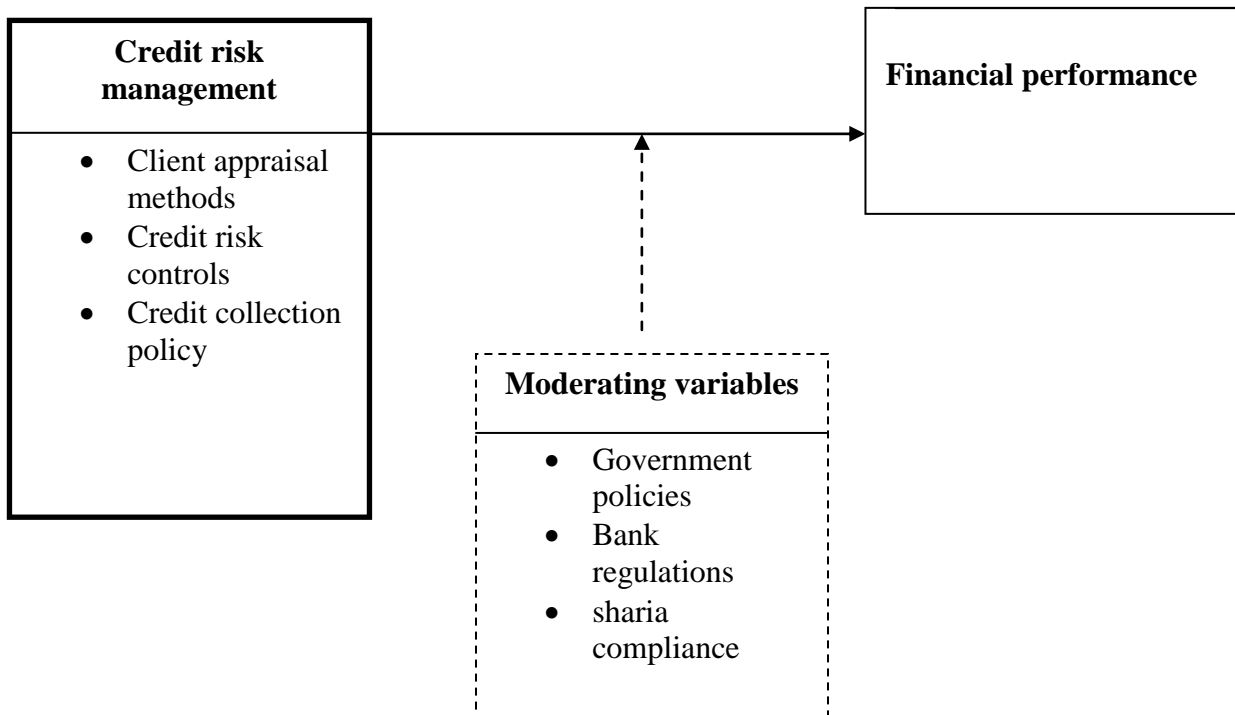 Credit risk
management
• Client appraisal
methods
• Credit risk
controls
• Credit collection
policy
Financial performance
Moderating variables
• Government
policies
• Bank
regulations
• sharia
compliance